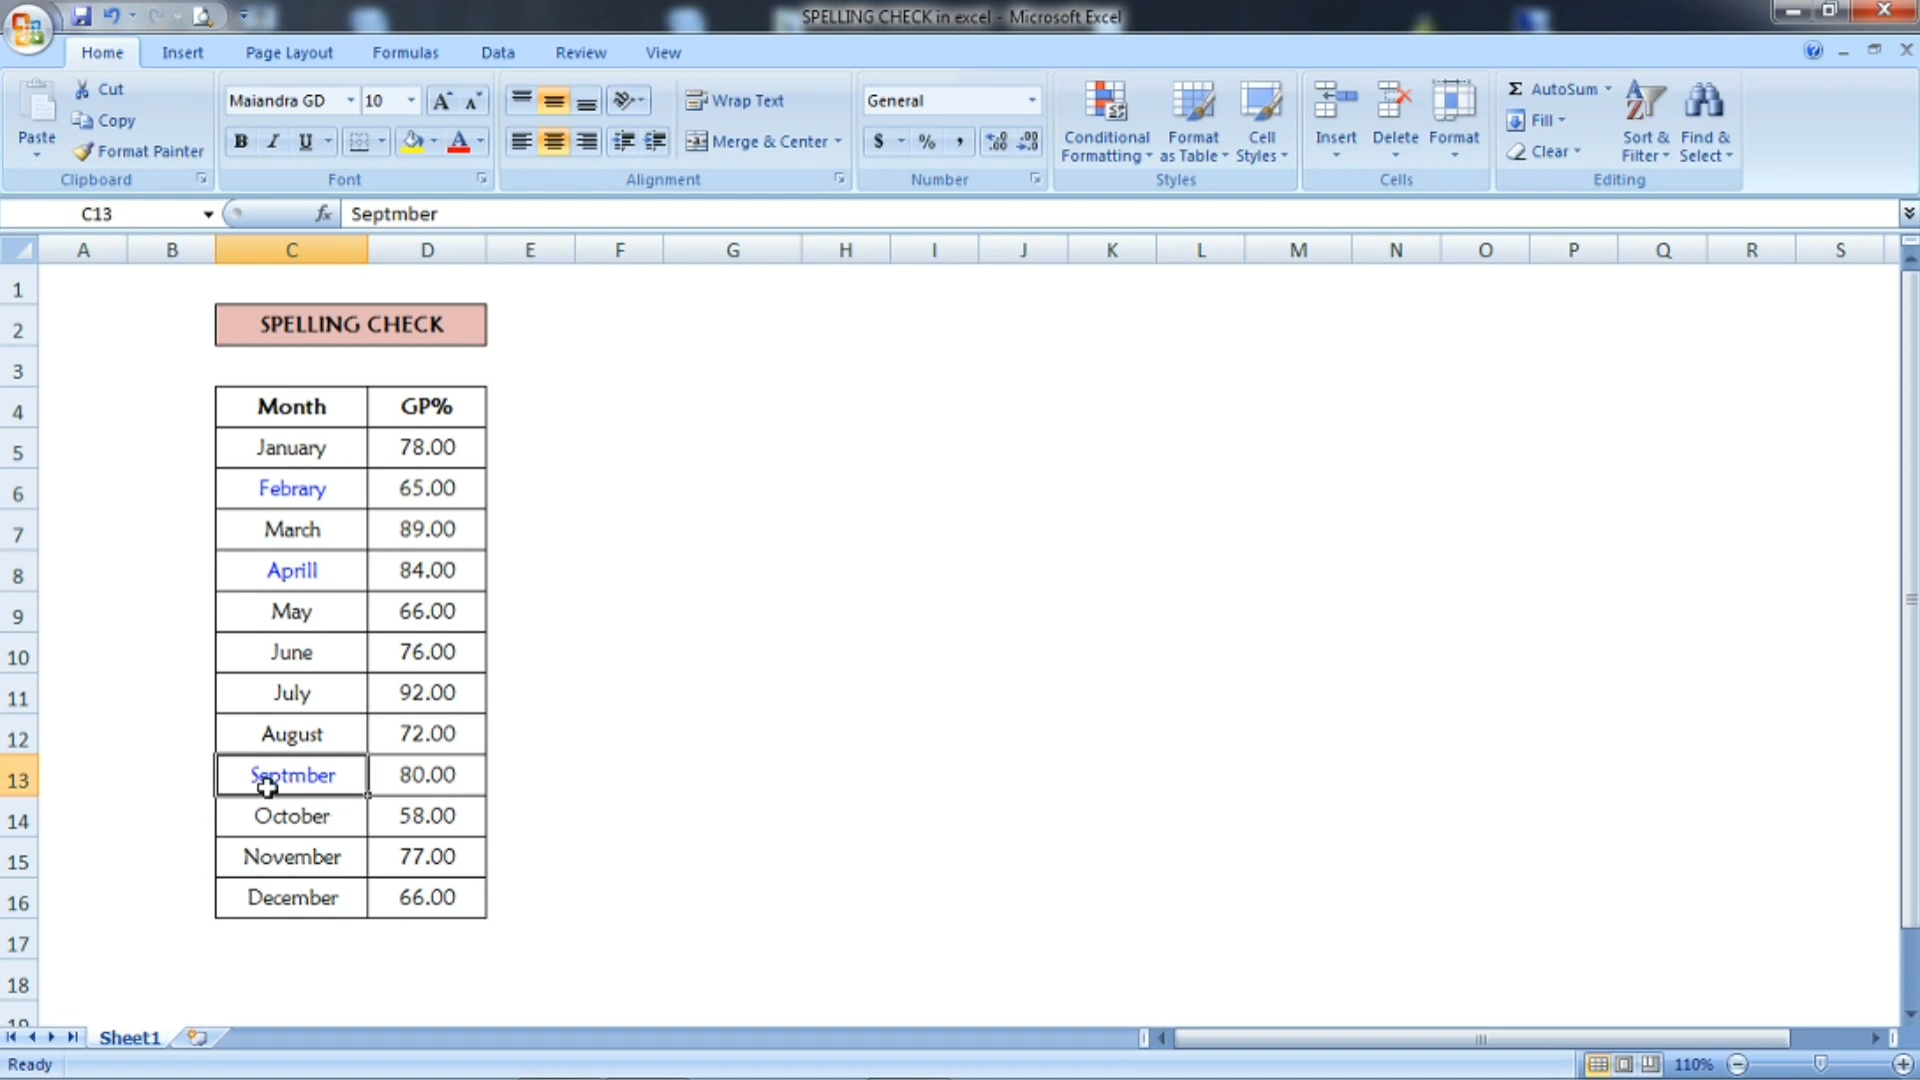 SPELLING CHECK in excel - Microsoft Excel
Home Insert Page Layout Formulas Data Review View
Paste
Cut
Copy
Format Painter
Clipboard
Maiandra GD 10
B I U
Font
Wrap Text
Merge & Center
Alignment
General
$ % ,
Number
Conditional Formatting
Format as Table
Cell Styles
Styles
Insert Delete Format
Cells
Σ AutoSum
Fill
Clear
Sort & Filter
Find & Select
Editing
C13 fx Septmber
A B C D E F G H I J K L M N O P Q R S
1
2 SPELLING CHECK
3
4 Month GP%
5 January 78.00
6 Febrary 65.00
7 March 89.00
8 Aprill 84.00
9 May 66.00
10 June 76.00
11 July 92.00
12 August 72.00
13 Septmber 80.00
14 October 58.00
15 November 77.00
16 December 66.00
17
18
19
Sheet1
Ready 110%